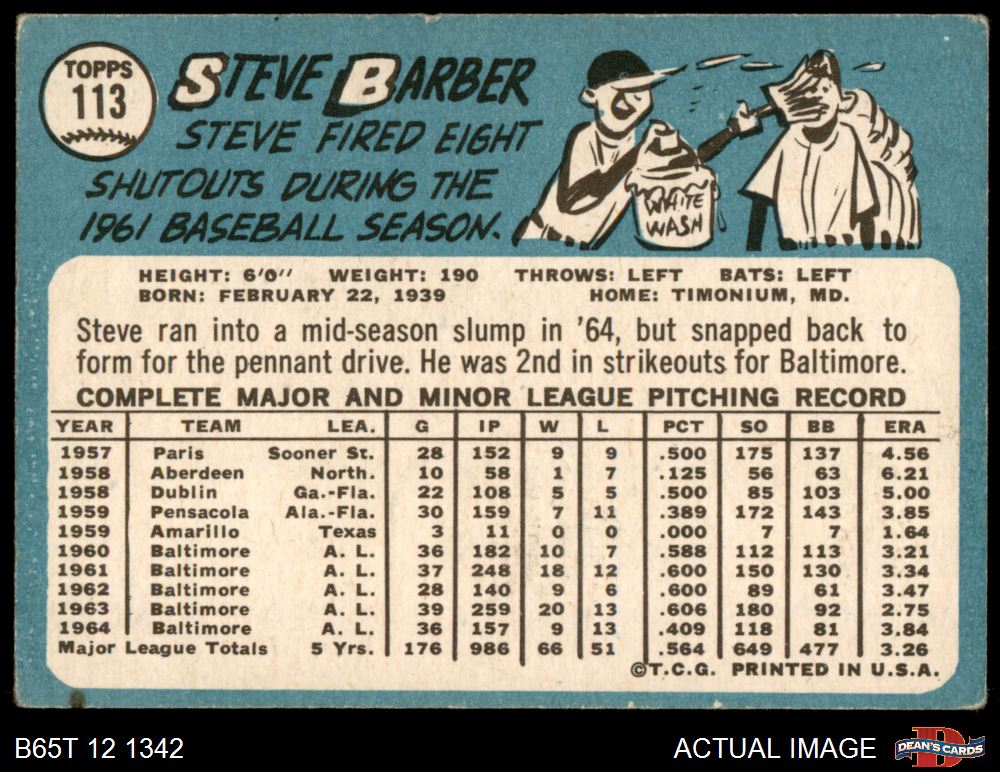 TOPPS
113
STEVE BARBER
STEVE FIRED EIGHT
SHUTOUTS DURING THE
1961 BASEBALL SEASON.
WHITE
WASH
HEIGHT: 6'0" WEIGHT: 190 THROWS: LEFT BATS: LEFT
BORN: FEBRUARY 22, 1939 HOME: TIMONIUM, MD.
Steve ran into a mid-season slump in '64, but snapped back to
form for the pennant drive. He was 2nd in strikeouts for Baltimore.
COMPLETE MAJOR AND MINOR LEAGUE PITCHING RECORD
YEAR TEAM LEA. G IP W L PCT SO BB ERA
1957 Paris Sooner St. 28 152 9 9 .500 175 137 4.56
1958 Aberdeen North. 10 58 1 7 .125 56 63 6.21
1958 Dublin Ga.-Fla. 22 108 5 5 .500 85 103 5.00
1959 Pensacola Ala.-Fla. 30 159 7 11 .389 172 143 3.85
1959 Amarillo Texas 3 11 0 0 .000 7 7 1.64
1960 Baltimore A. L. 36 182 10 7 .588 112 113 3.21
1961 Baltimore A. L. 37 248 18 12 .600 150 130 3.34
1962 Baltimore A. L. 28 140 9 6 .600 89 61 3.47
1963 Baltimore A. L. 39 259 20 13 .606 180 92 2.75
1964 Baltimore A. L. 36 157 9 13 .409 118 81 3.84
Major League Totals 5 Yrs. 176 986 66 51 .564 649 477 3.26
©T.C.G. PRINTED IN U.S.A.
B65T 12 1342
ACTUAL IMAGE
D
DEAN'S CARDS